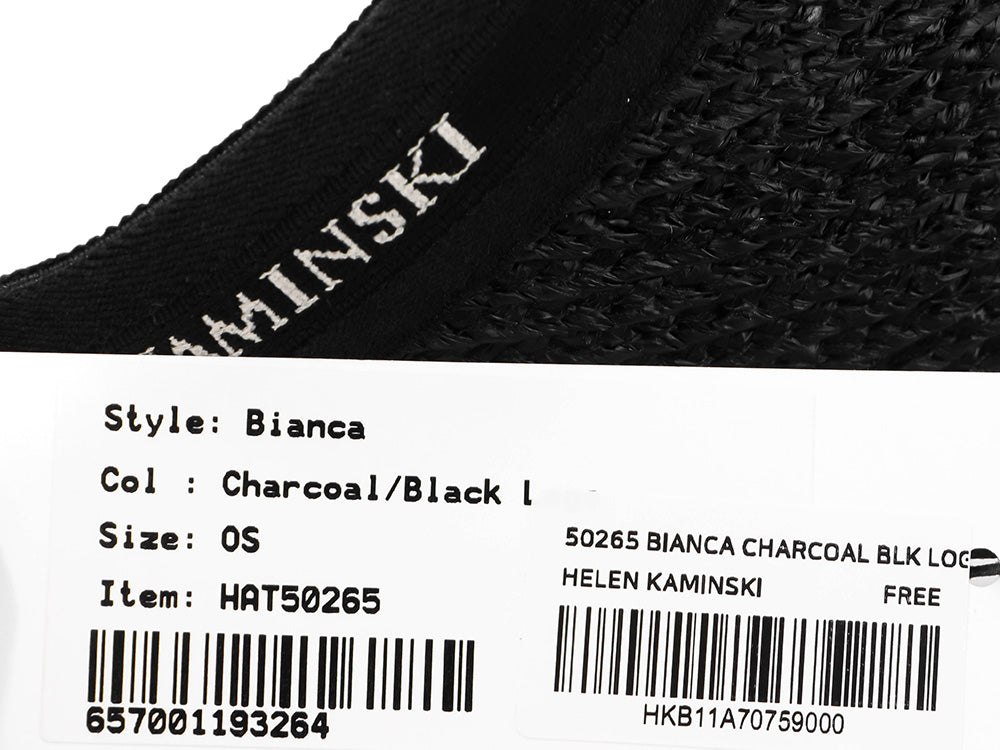 AMINSKI
Style: Bianca
Col : Charcoal/Black L
Size: OS
Item: HAT50265
657001193264
50265 BIANCA CHARCOAL BLK LOG
HELEN KAMINSKI FREE
HKB11A70759000